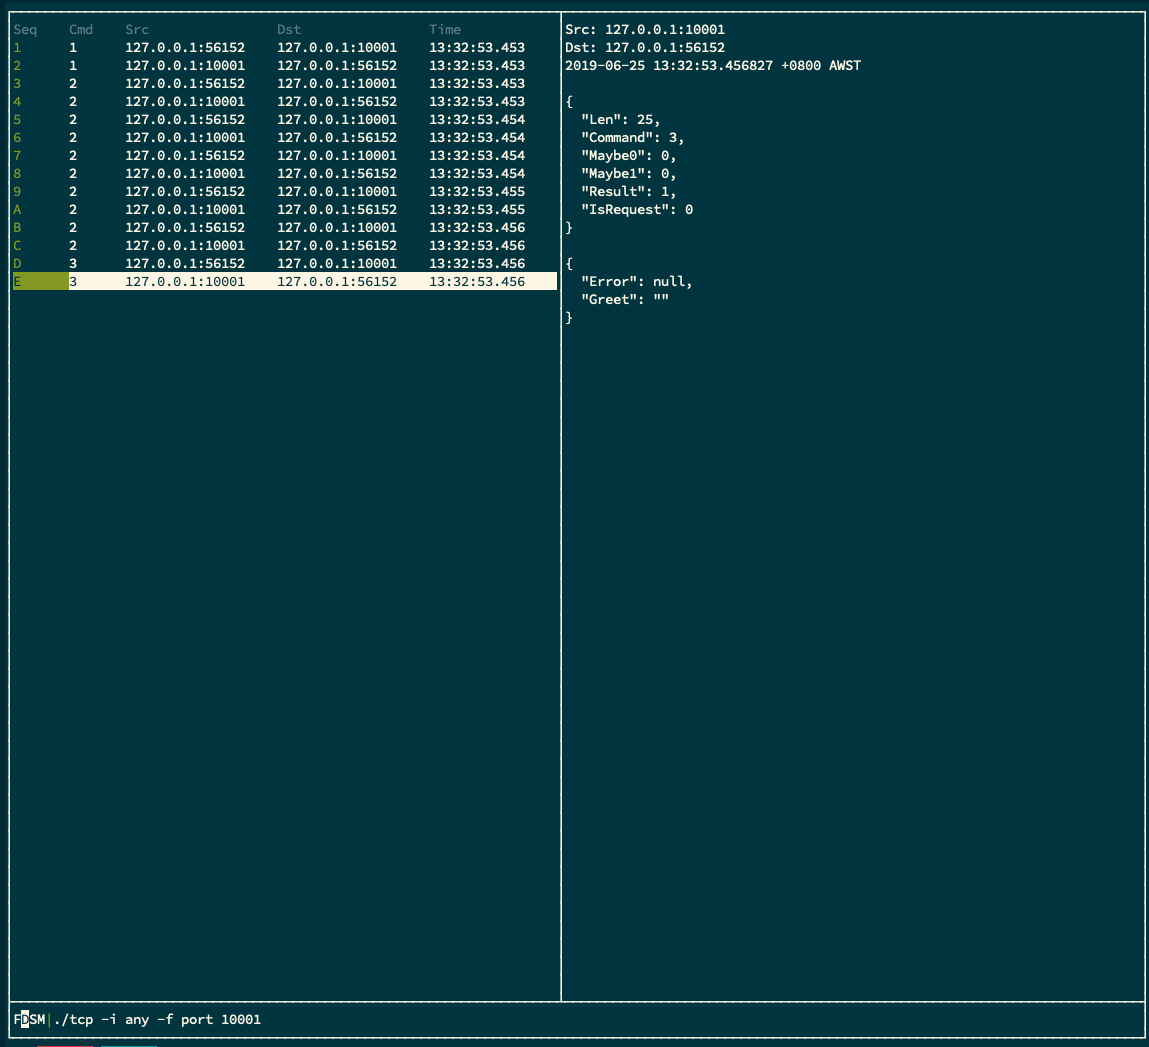 Seq Cmd Src Dst Time
1 1 127.0.0.1:56152 127.0.0.1:10001 13:32:53.453
2 1 127.0.0.1:10001 127.0.0.1:56152 13:32:53.453
3 2 127.0.0.1:56152 127.0.0.1:10001 13:32:53.453
4 2 127.0.0.1:10001 127.0.0.1:56152 13:32:53.453
5 2 127.0.0.1:56152 127.0.0.1:10001 13:32:53.454
6 2 127.0.0.1:10001 127.0.0.1:56152 13:32:53.454
7 2 127.0.0.1:56152 127.0.0.1:10001 13:32:53.454
8 2 127.0.0.1:10001 127.0.0.1:56152 13:32:53.454
9 2 127.0.0.1:56152 127.0.0.1:10001 13:32:53.455
A 2 127.0.0.1:10001 127.0.0.1:56152 13:32:53.455
B 2 127.0.0.1:56152 127.0.0.1:10001 13:32:53.456
C 2 127.0.0.1:10001 127.0.0.1:56152 13:32:53.456
D 3 127.0.0.1:56152 127.0.0.1:10001 13:32:53.456
E 3 127.0.0.1:10001 127.0.0.1:56152 13:32:53.456
Src: 127.0.0.1:10001
Dst: 127.0.0.1:56152
2019-06-25 13:32:53.456827 +0800 AWST
{
"Len": 25,
"Command": 3,
"Maybe0": 0,
"Maybe1": 0,
"Result": 1,
"IsRequest": 0
}
{
"Error": null,
"Greet": ""
}
FDSM|./tcp -i any -f port 10001